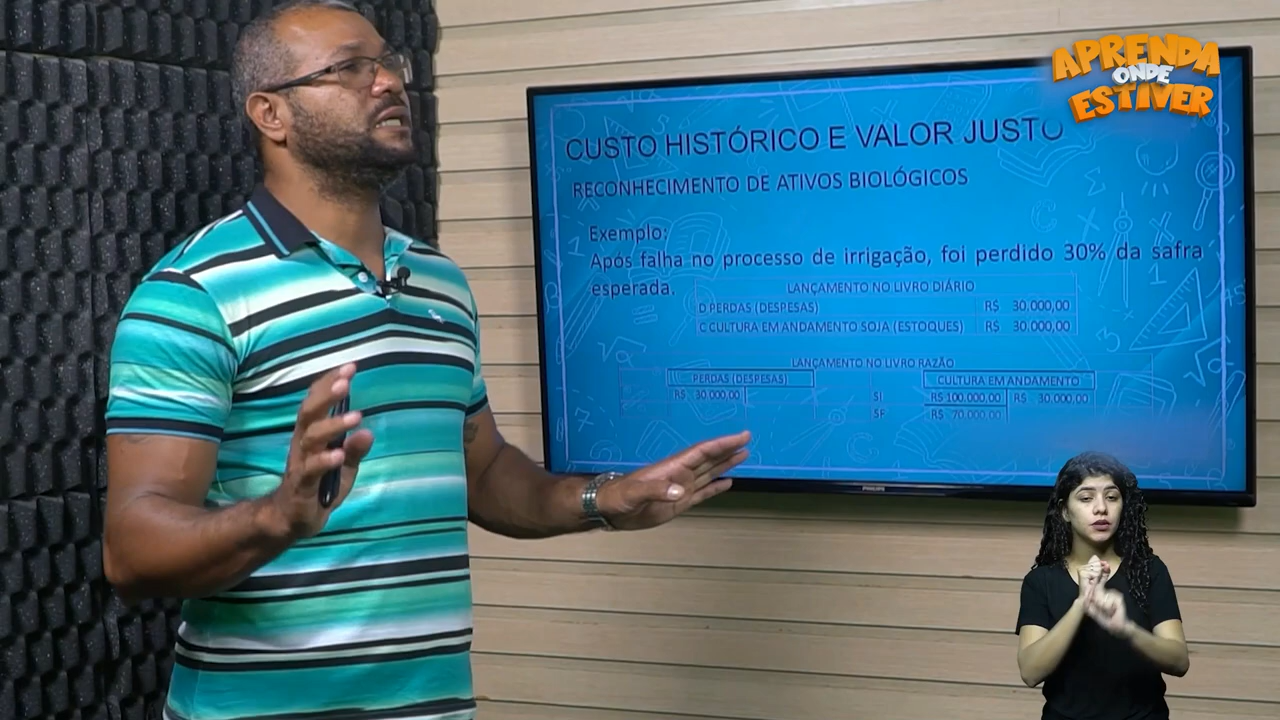 APRENDA
ONDE
ESTIVER
CUSTO HISTÓRICO E VALOR JUSTO
RECONHECIMENTO DE ATIVOS BIOLÓGICOS
Exemplo:
Após falha no processo de irrigação, foi perdido 30% da safra
esperada.
LANÇAMENTO NO LIVRO DIÁRIO
D PERDAS (DESPESAS) R$ 30.000,00
C CULTURA EM ANDAMENTO SOJA (ESTOQUES) R$ 30.000,00
LANÇAMENTO NO LIVRO RAZÃO
PERDAS (DESPESAS) CULTURA EM ANDAMENTO
R$ 30.000,00 SI R$ 100.000,00 R$ 30.000,00
SF R$ 70.000,00
PHILIPS